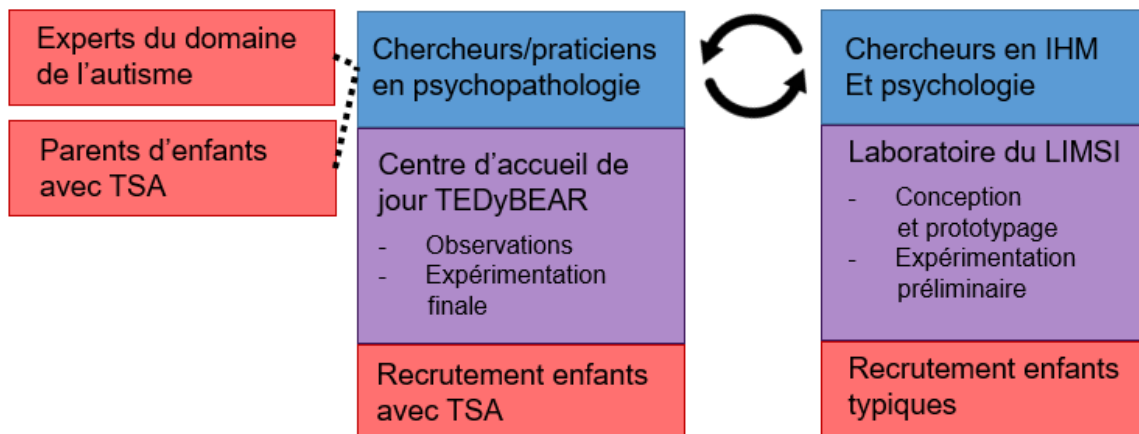 Experts du domaine
de l'autisme
Parents d'enfants
avec TSA
Chercheurs/praticiens
en psychopathologie
Centre d'accueil de
jour TEDyBEAR
- Observations
- Expérimentation
finale
Recrutement enfants
avec TSA
Chercheurs en IHM
Et psychologie
Laboratoire du LIMSI
- Conception
et prototypage
- Expérimentation
préliminaire
Recrutement enfants
typiques